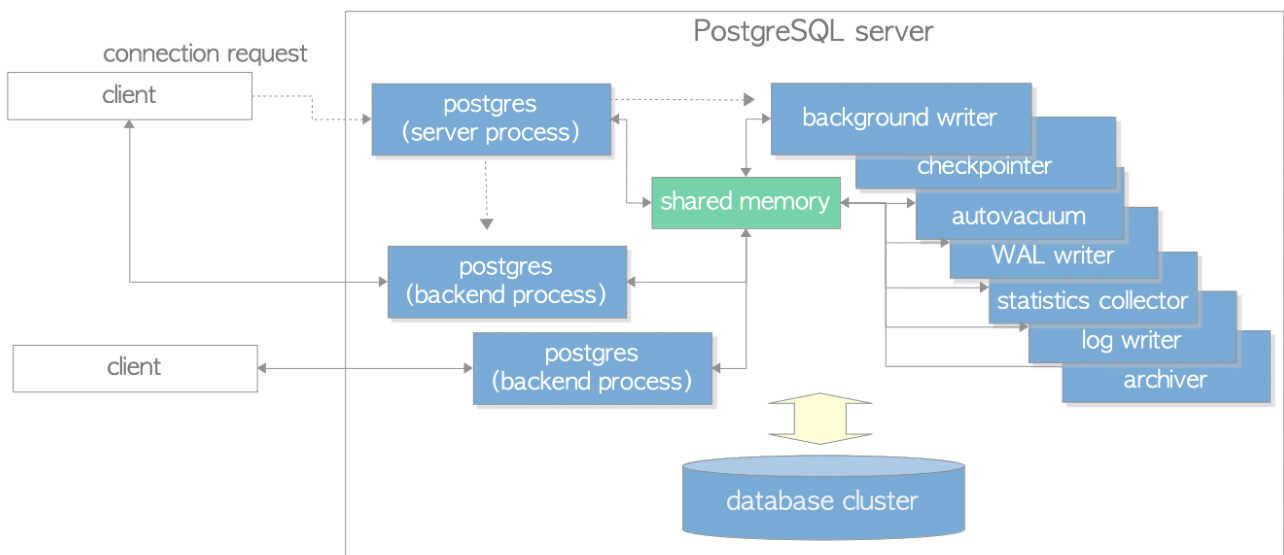 PostgreSQL server
connection request
client
postgres
(server process)
background writer
checkpointer
shared memory
autovacuum
WAL writer
postgres
(backend process)
statistics collector
log writer
client
postgres
(backend process)
archiver
database cluster